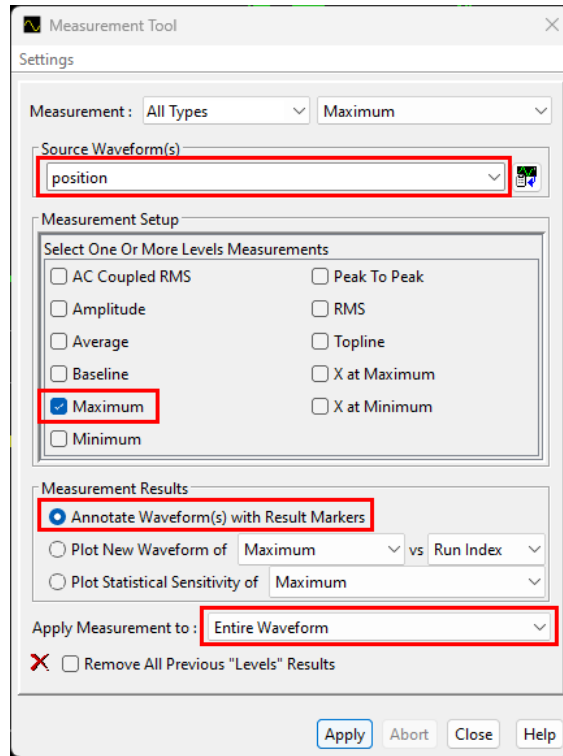 Measurement Tool
Settings
Measurement : All Types Maximum
Source Waveform(s)
position
Measurement Setup
Select One Or More Levels Measurements
AC Coupled RMS Peak To Peak
Amplitude RMS
Average Topline
Baseline X at Maximum
Maximum X at Minimum
Minimum
Measurement Results
Annotate Waveform(s) with Result Markers
Plot New Waveform of Maximum vs Run Index
Plot Statistical Sensitivity of Maximum
Apply Measurement to : Entire Waveform
Remove All Previous "Levels" Results
Apply Abort Close Help